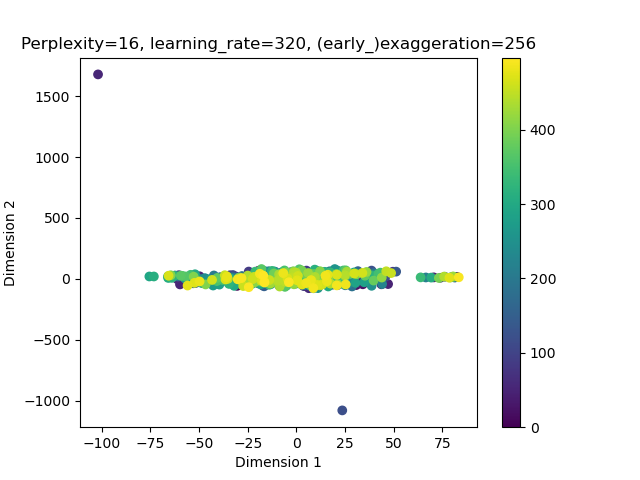 Perplexity=16, learning_rate=320, (early_)exaggeration=256
1500
1000
500
0
−500
−1000
Dimension 2
−100 −75 −50 −25 0 25 50 75
Dimension 1
400
300
200
100
0